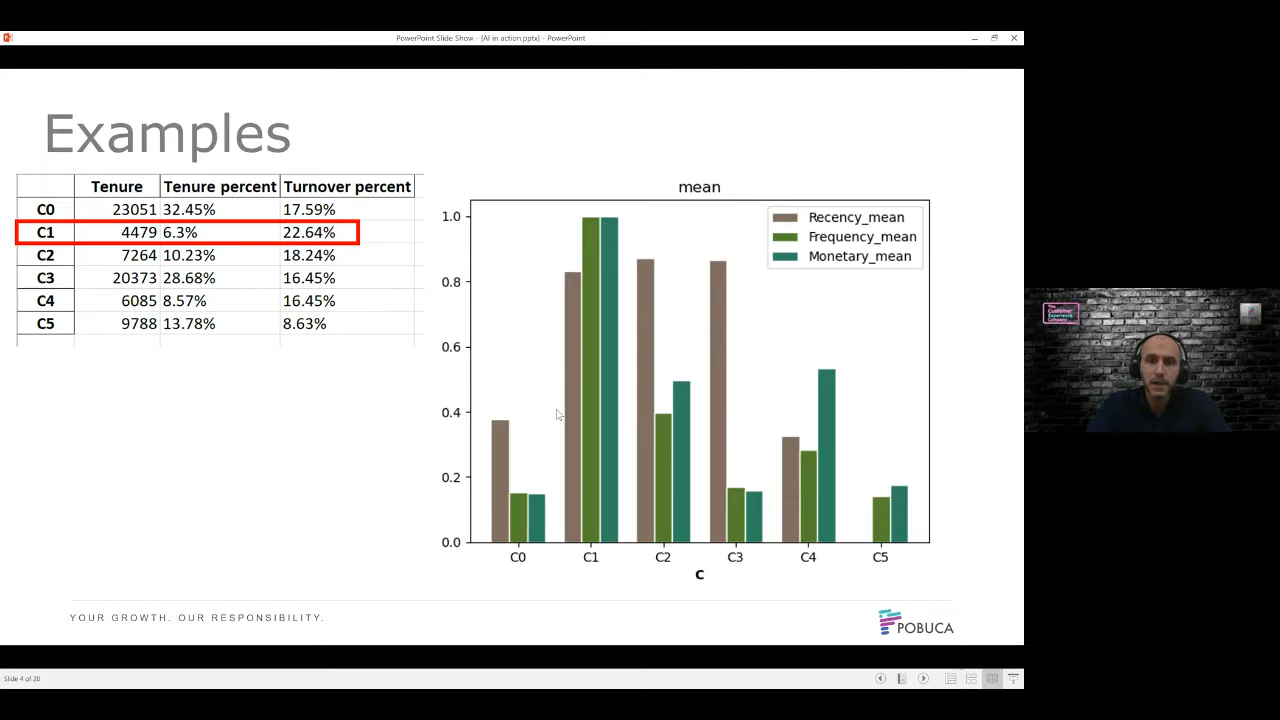 PowerPoint Slide Show - [AI in action.pptx] - PowerPoint
Examples
Tenure Tenure percent Turnover percent
C0 23051 32.45% 17.59%
C1 4479 6.3% 22.64%
C2 7264 10.23% 18.24%
C3 20373 28.68% 16.45%
C4 6085 8.57% 16.45%
C5 9788 13.78% 8.63%
mean
Recency_mean
Frequency_mean
Monetary_mean
1.0
0.8
0.6
0.4
0.2
0.0
C0 C1 C2 C3 C4 C5
C
YOUR GROWTH. OUR RESPONSIBILITY.
POBUCA
Slide 4 of 20
The
Customer
Experience
Company